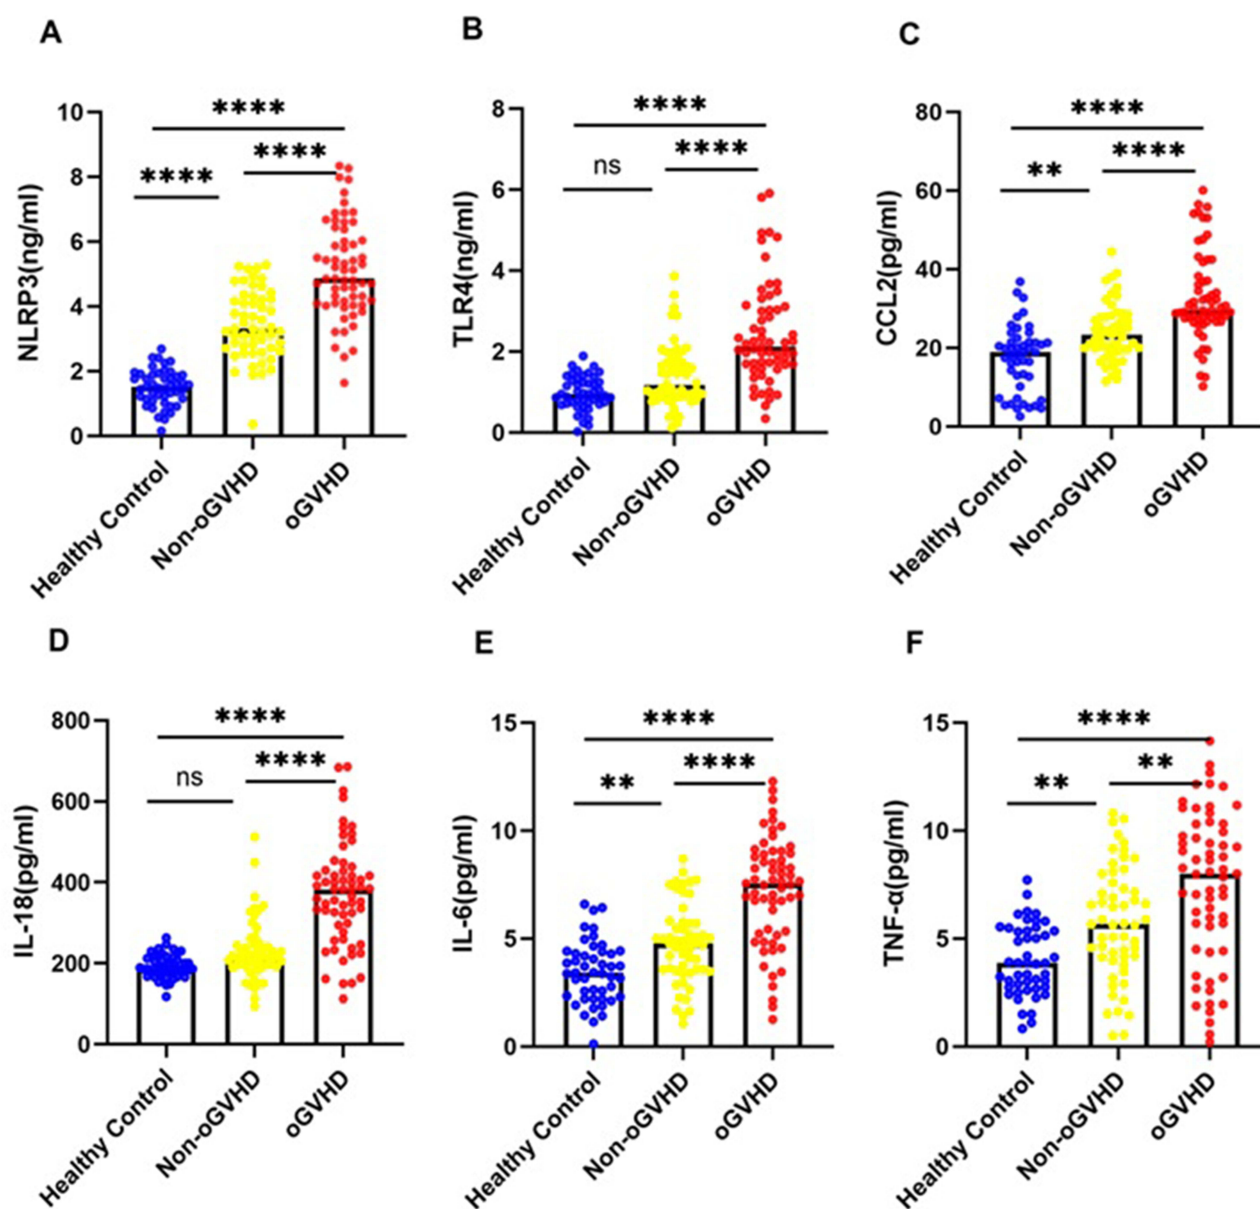 A
NLRP3(ng/ml)
10
8
6
4
2
0
****
****
****
Healthy Control
Non-oGVHD
oGVHD
B
TLR4(ng/ml)
8
6
4
2
0
****
ns
****
Healthy Control
Non-oGVHD
oGVHD
C
CCL2(pg/ml)
80
60
40
20
0
****
**
****
Healthy Control
Non-oGVHD
oGVHD
D
IL-18(pg/ml)
800
600
400
200
0
****
ns
****
Healthy Control
Non-oGVHD
oGVHD
E
IL-6(pg/ml)
15
10
5
0
****
**
****
Healthy Control
Non-oGVHD
oGVHD
F
TNF-α(pg/ml)
15
10
5
0
****
**
**
Healthy Control
Non-oGVHD
oGVHD